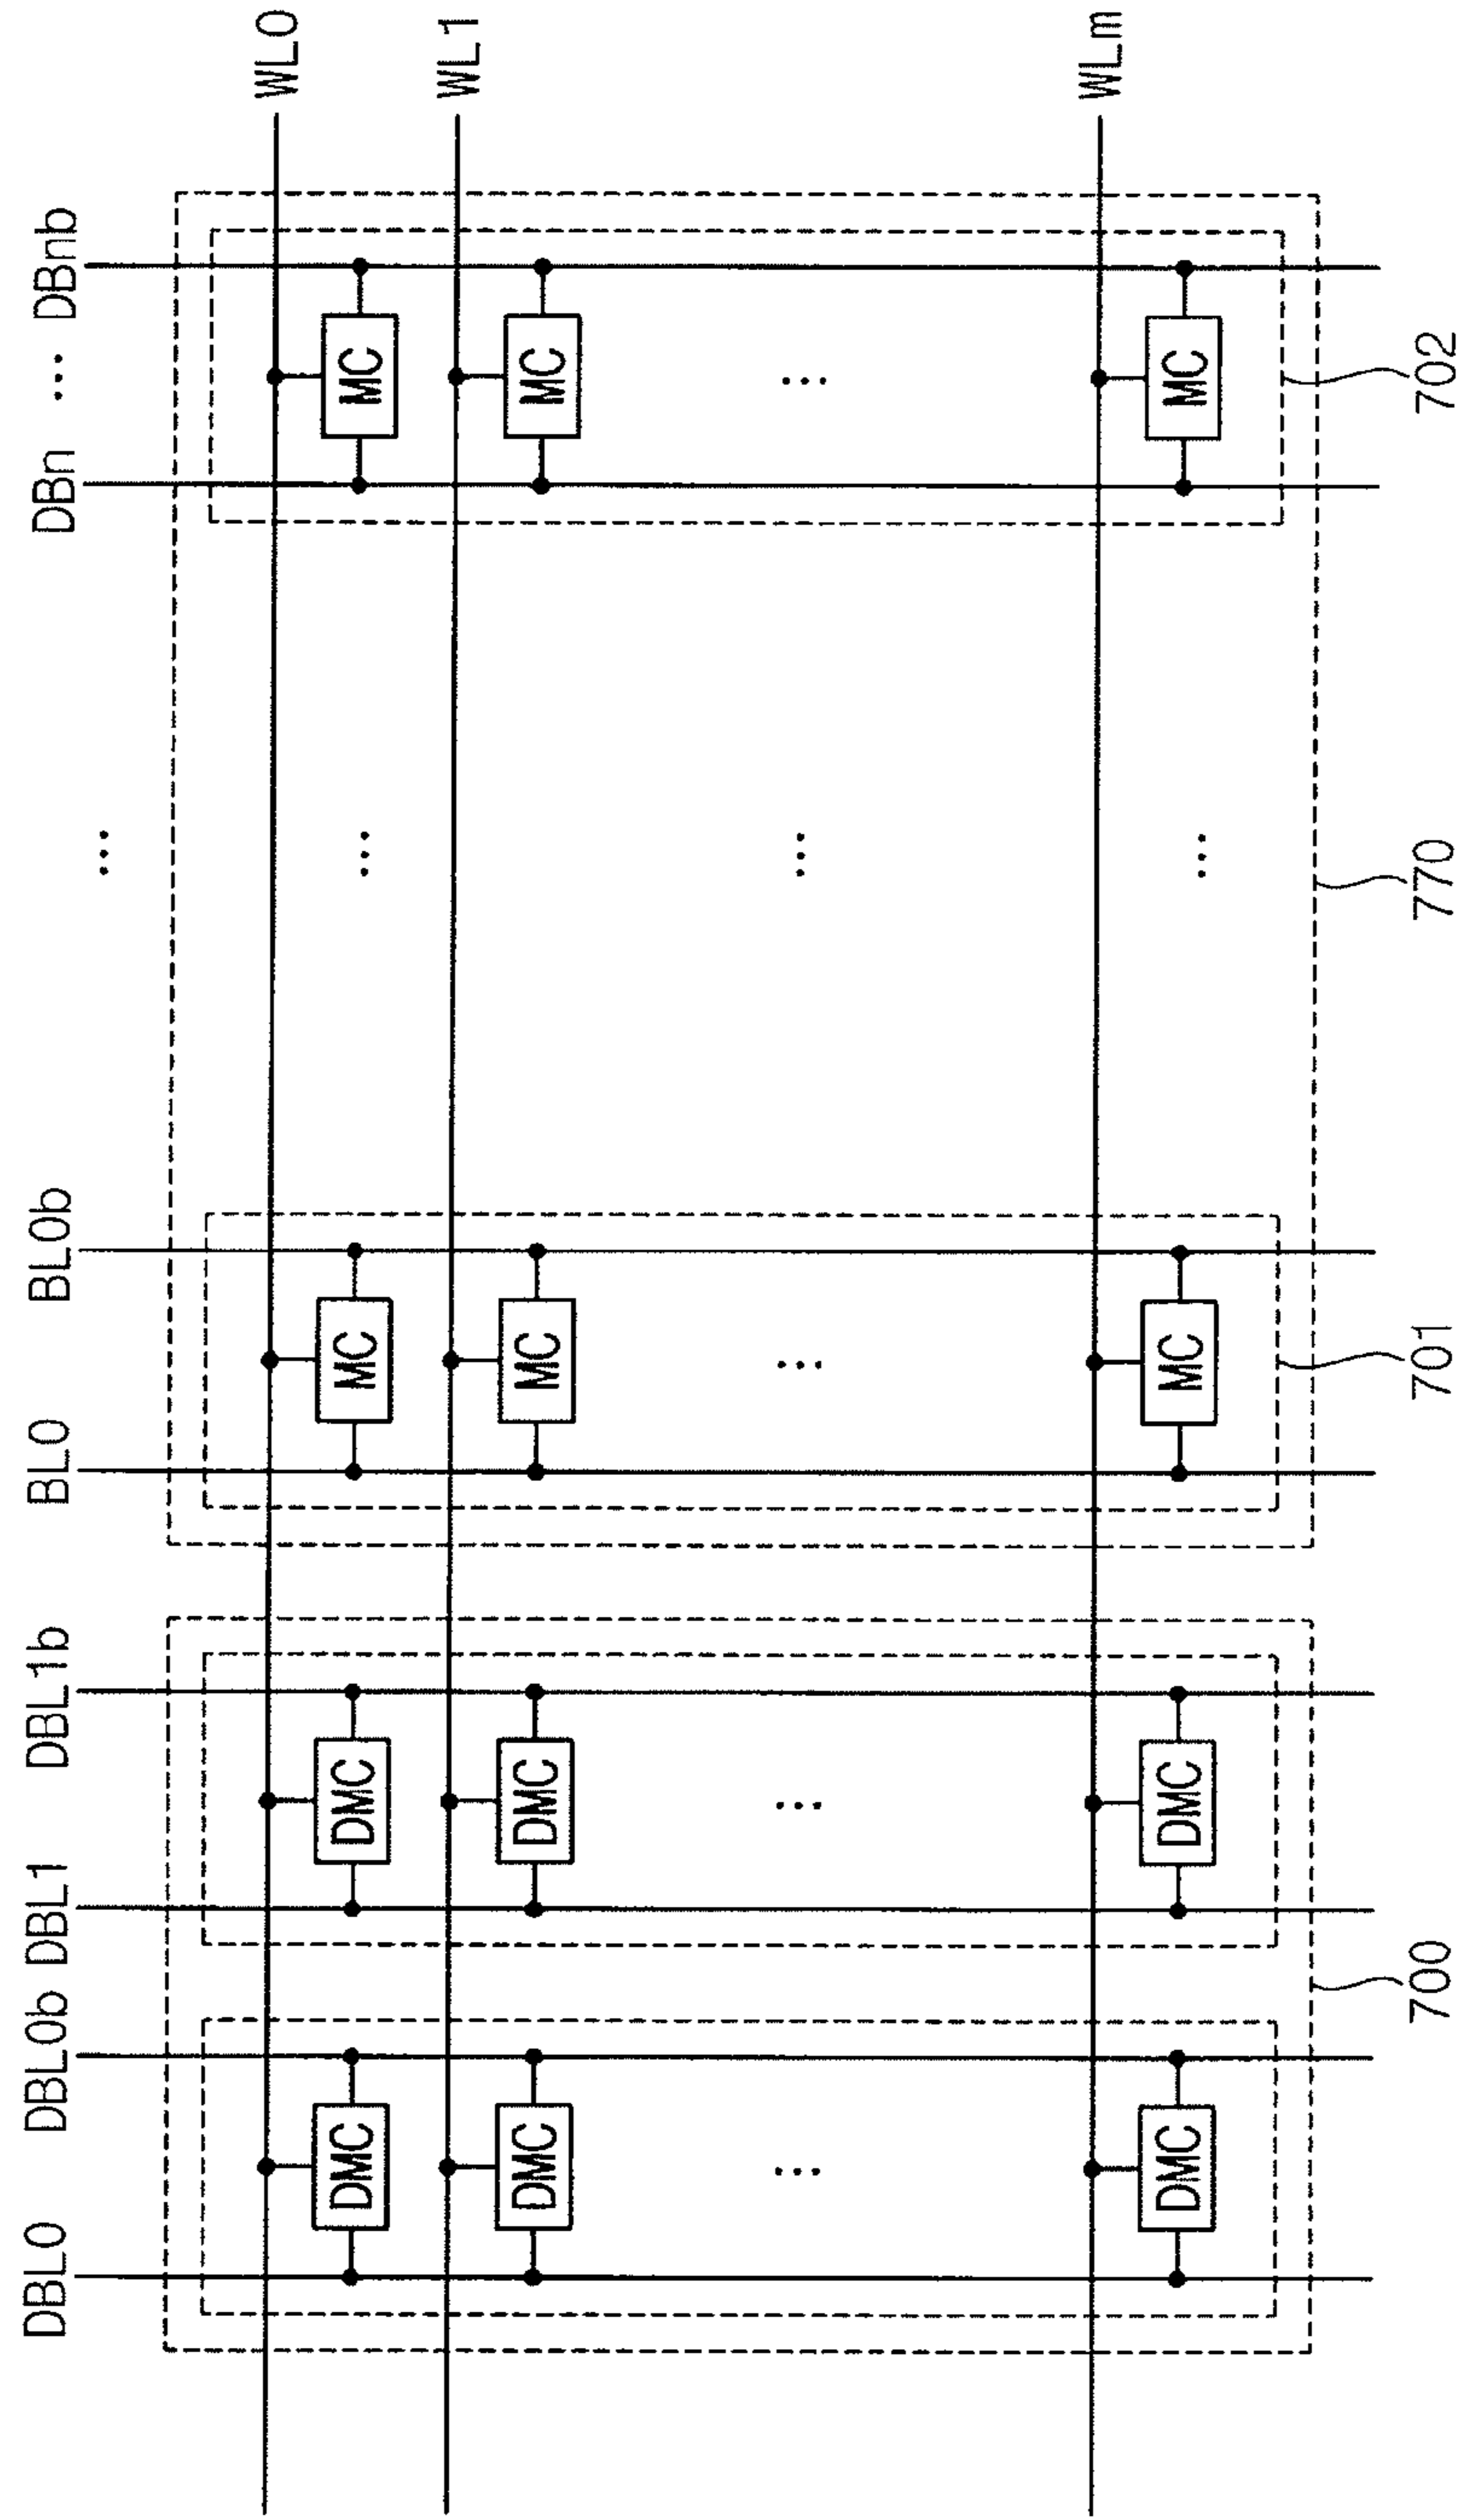 DBL0 DBL0b DBL1 DBL1b BL0 BL0b ... DBn ... DBnb
WL0
DMC DMC MC ... MC
WL1
DMC DMC MC MC
... ... ... ... ...
WLm
DMC DMC MC ... MC
700 701 770 702